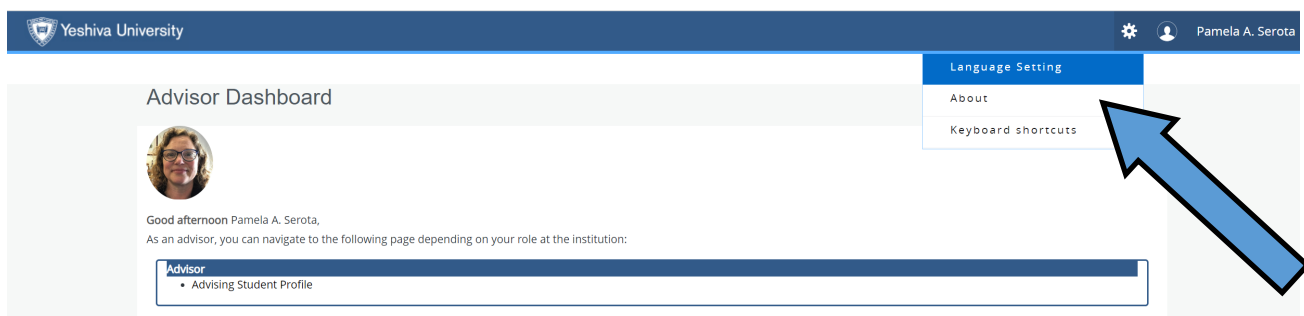 Yeshiva University
Pamela A. Serota
Language Setting
About
Keyboard shortcuts
Advisor Dashboard
Good afternoon Pamela A. Serota,
As an advisor, you can navigate to the following page depending on your role at the institution:
Advisor
• Advising Student Profile